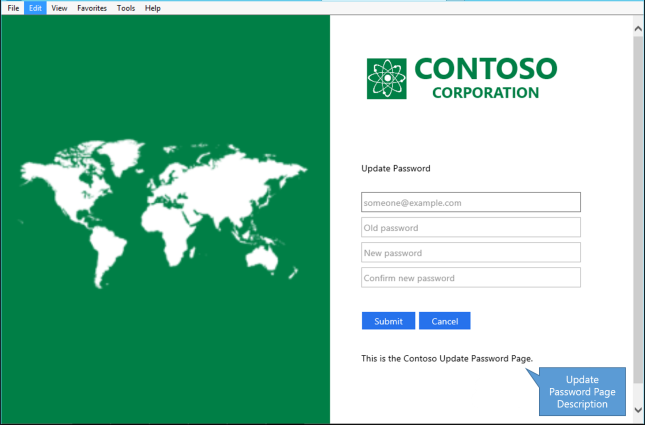 File Edit View Favorites Tools Help
CONTOSO
CORPORATION
Update Password
someone@example.com
Old password
New password
Confirm new password
Submit Cancel
This is the Contoso Update Password Page.
Update
Password Page
Description